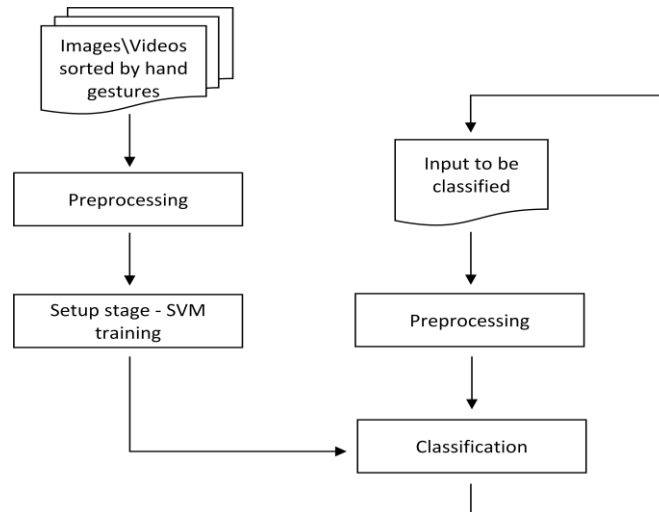 Images\Videos
sorted by hand
gestures
Preprocessing
Setup stage - SVM
training
Input to be
classified
Preprocessing
Classification